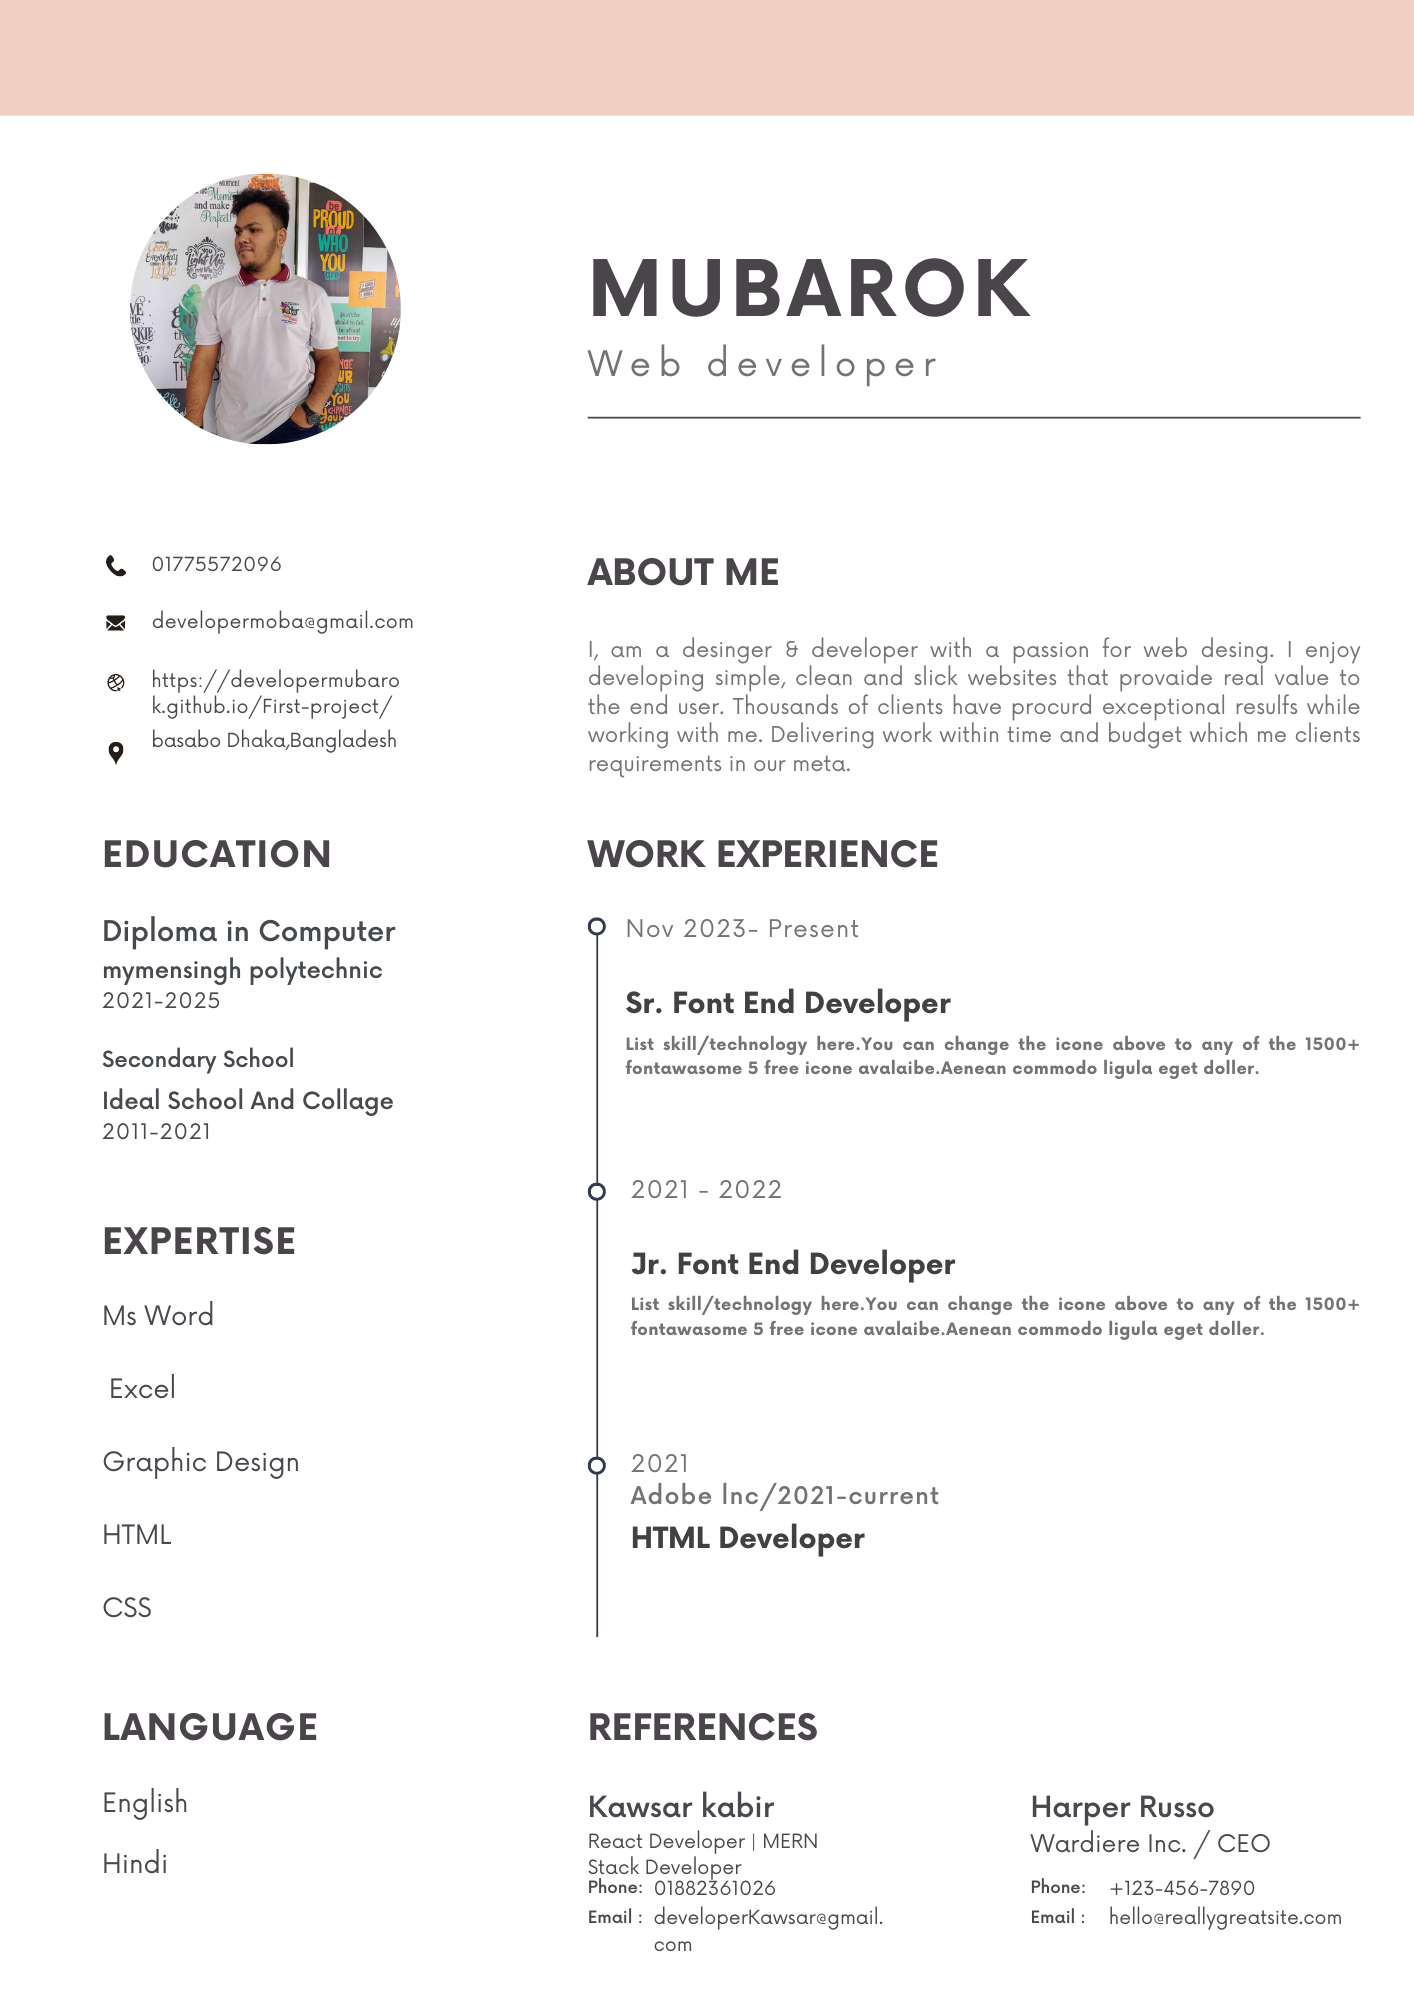 MUBAROK
Web developer
01775572096
developermoba@gmail.com
https://developermubaro
k.github.io/First-project/
basabo Dhaka,Bangladesh
ABOUT ME
I, am a desinger & developer with a passion for web desing. I enjoy
developing simple, clean and slick websites that provaide real value to
the end user. Thousands of clients have procurd exceptional resulfs while
working with me. Delivering work within time and budget which me clients
requirements in our meta.
EDUCATION
Diploma in Computer
mymensingh polytechnic
2021-2025
Secondary School
Ideal School And Collage
2011-2021
EXPERTISE
Ms Word
Excel
Graphic Design
HTML
CSS
LANGUAGE
English
Hindi
WORK EXPERIENCE
Nov 2023- Present
Sr. Font End Developer
List skill/technology here.You can change the icone above to any of the 1500+
fontawasome 5 free icone avalaibe.Aenean commodo ligula eget doller.
2021 - 2022
Jr. Font End Developer
List skill/technology here.You can change the icone above to any of the 1500+
fontawasome 5 free icone avalaibe.Aenean commodo ligula eget doller.
2021
Adobe lnc/2021-current
HTML Developer
REFERENCES
Kawsar kabir
React Developer | MERN
Stack Developer
Phone: 01882361026
Email : developerKawsar@gmail.
com
Harper Russo
Wardiere Inc. / CEO
Phone: +123-456-7890
Email : hello@reallygreatsite.com